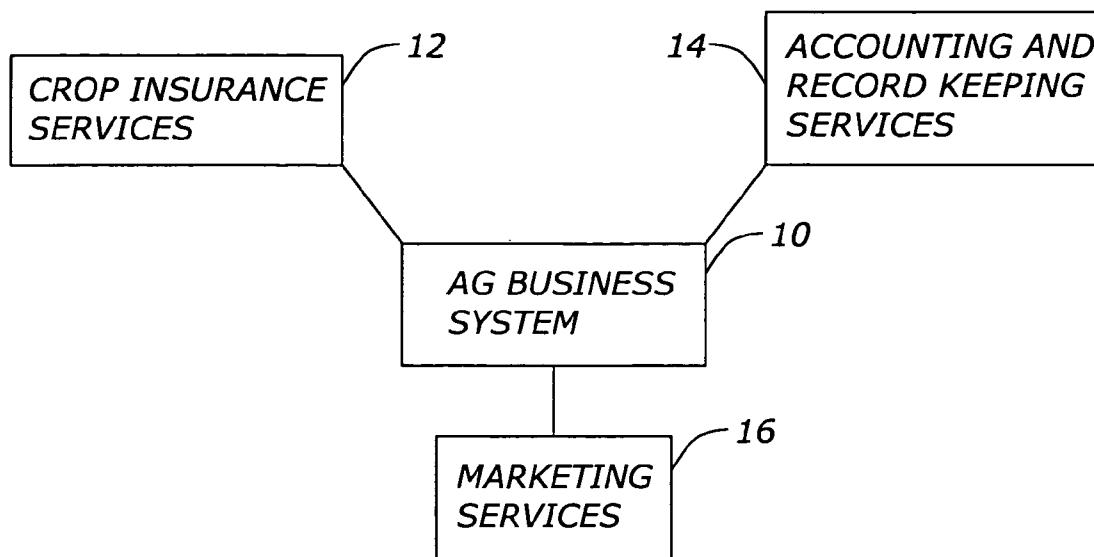 12
CROP INSURANCE
SERVICES
14
ACCOUNTING AND
RECORD KEEPING
SERVICES
10
AG BUSINESS
SYSTEM
16
MARKETING
SERVICES